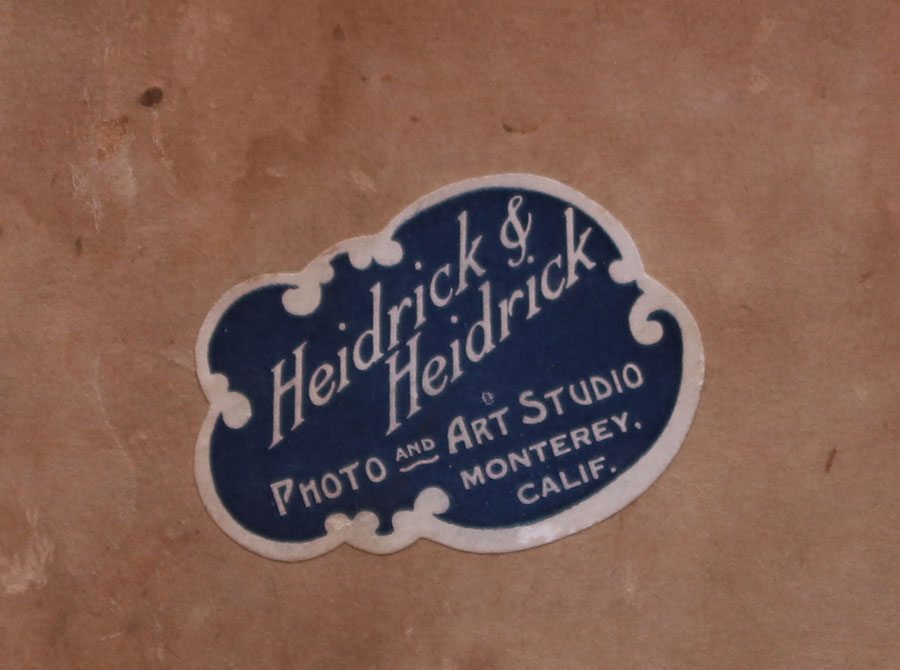 Heidrick &
Heidrick
PHOTO AND ART STUDIO
MONTEREY,
CALIF.